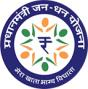 प्रधानमंत्री जन-धन योजना
₹
मेरा खाता भाग्य विधाता